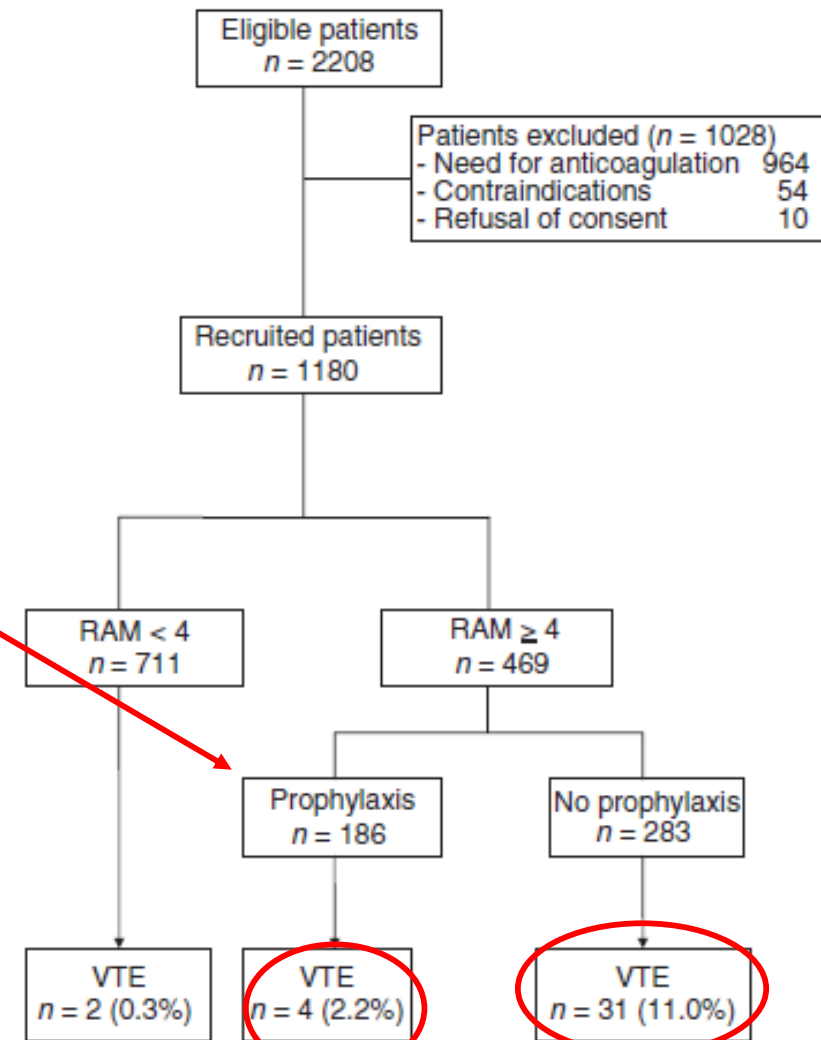 Eligible patients
n = 2208
Patients excluded (n = 1028)
- Need for anticoagulation 964
- Contraindications 54
- Refusal of consent 10
Recruited patients
n = 1180
RAM < 4
n = 711
RAM ≥ 4
n = 469
Prophylaxis
n = 186
No prophylaxis
n = 283
VTE
n = 2 (0.3%)
VTE
n = 4 (2.2%)
VTE
n = 31 (11.0%)